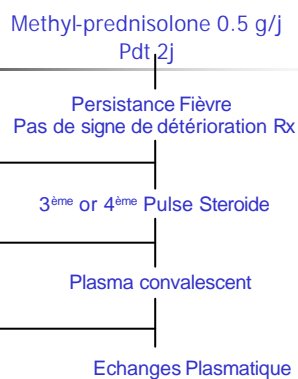 Methyl-prednisolone 0.5 g/j
Pdt 2j
Persistance Fièvre
Pas de signe de détérioration Rx
3ème or 4ème Pulse Steroide
Plasma convalescent
Echanges Plasmatique